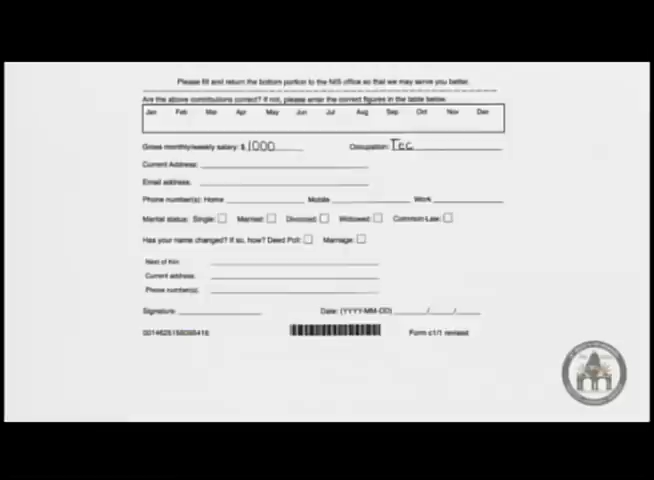 Please fill and return the bottom portion to the NIS office so that we may serve you better.
Are the above contributions correct? If not, please enter the correct figures in the table below.
Jan Feb Mar Apr May Jun Jul Aug Sep Oct Nov Dec
Gross monthly/weekly salary: $ 1000 Occupation: Tec
Current Address:
Email address:
Phone number(s): Home Mobile Work
Marital status: Single: Married: Divorced: Widowed: Common-Law:
Has your name changed? If so, how? Deed Poll: Marriage:
Next of Kin:
Current address:
Phone number(s):
Signature: Date: (YYYY-MM-DD) / /
Form c1/1 revised